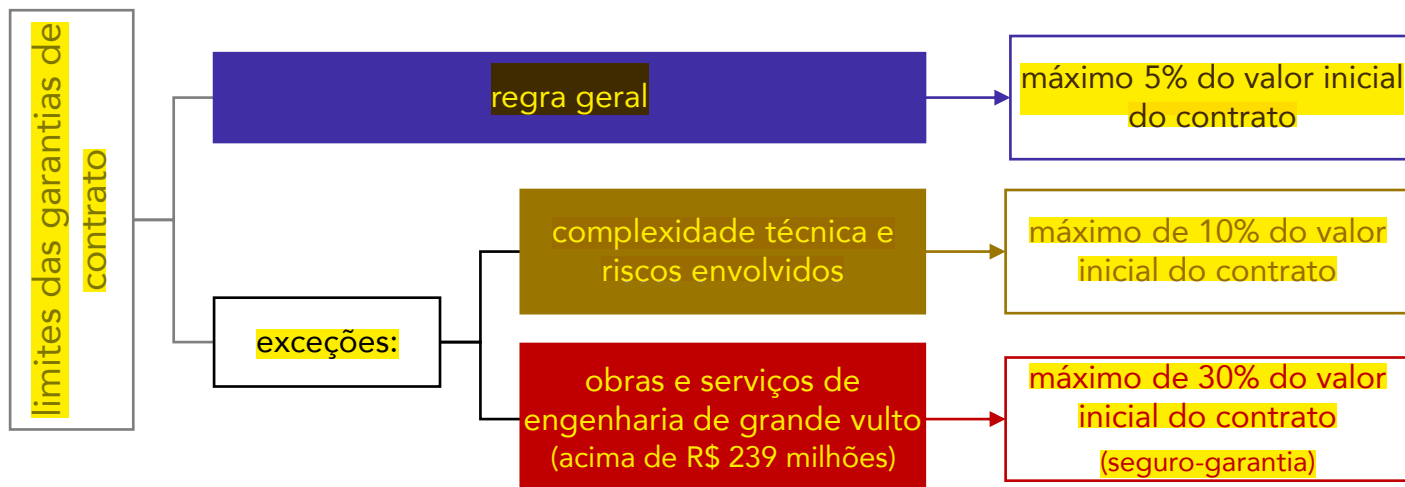 limites das garantias de
contrato
regra geral
máximo 5% do valor inicial
do contrato
exceções:
complexidade técnica e
riscos envolvidos
máximo de 10% do valor
inicial do contrato
obras e serviços de
engenharia de grande vulto
(acima de R$ 239 milhões)
máximo de 30% do valor
inicial do contrato
(seguro-garantia)